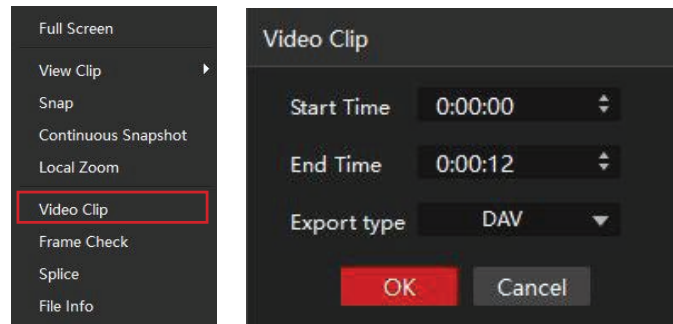 Full Screen
View Clip
Snap
Continuous Snapshot
Local Zoom
Video Clip
Frame Check
Splice
File Info
Video Clip
Start Time 0:00:00
End Time 0:00:12
Export type DAV
OK Cancel